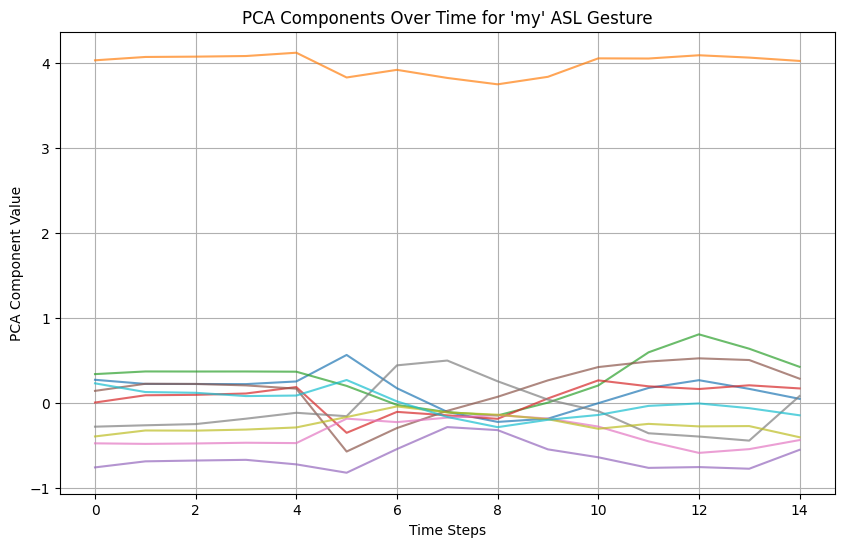 PCA Components Over Time for 'my' ASL Gesture
PCA Component Value
4
3
2
1
0
−1
0 2 4 6 8 10 12 14
Time Steps